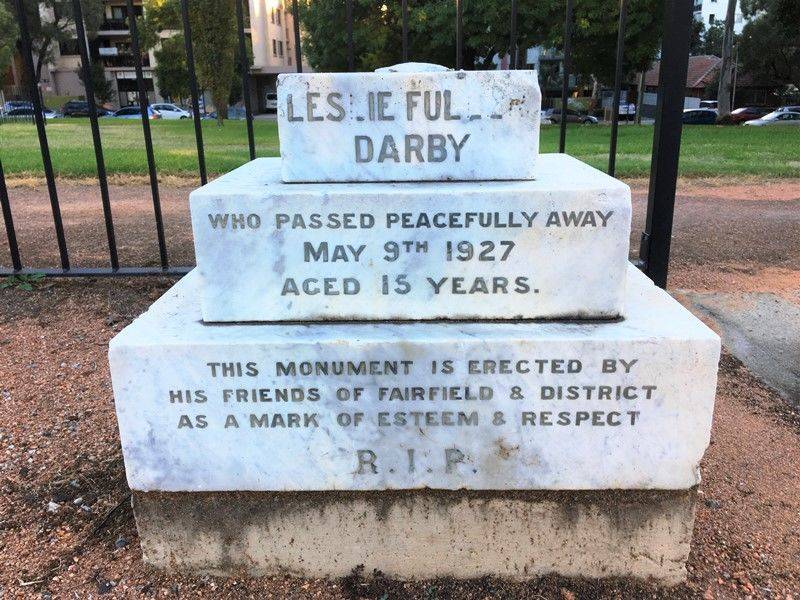 LESLIE
DARBY
WHO PASSED PEACEFULLY AWAY
MAY 9TH 1927
AGED 15 YEARS.
THIS MONUMENT IS ERECTED BY
HIS FRIENDS OF FAIRFIELD & DISTRICT
AS A MARK OF ESTEEM & RESPECT
R.I.P.